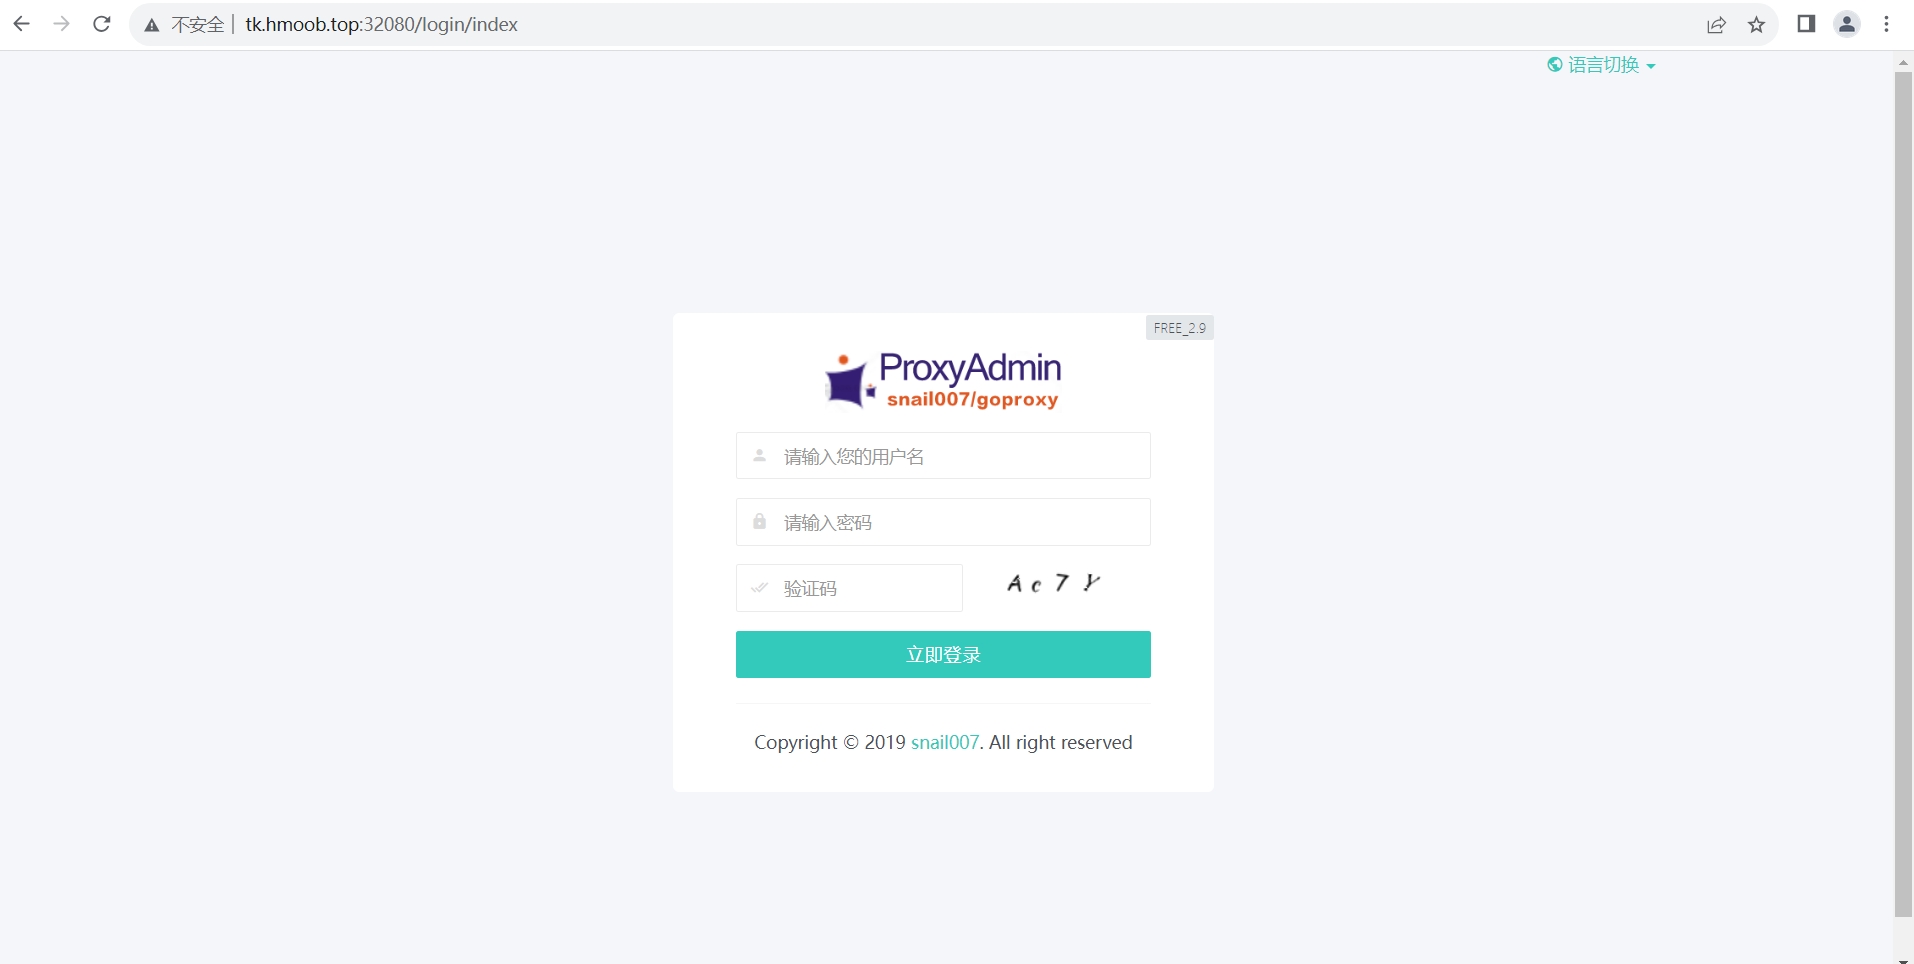 不安全 tk.hmoob.top:32080/login/index
语言切换
FREE_2.9
ProxyAdmin
snail007/goproxy
请输入您的用户名
请输入密码
验证码 A c 7 Y
立即登录
Copyright © 2019 snail007. All right reserved